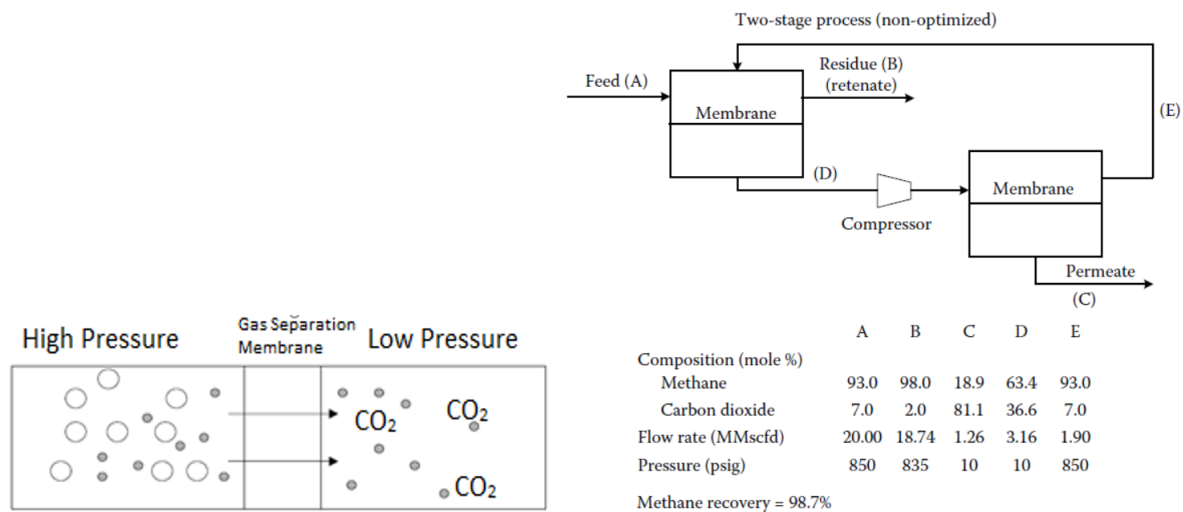 Two-stage process (non-optimized)
Feed (A)
Residue (B)
(retenate)
Membrane
(E)
(D)
Membrane
Compressor
Permeate
(C)
High Pressure
Gas Separation
Membrane
Low Pressure
CO2
CO2
CO2
A B C D E
Composition (mole %)
Methane 93.0 98.0 18.9 63.4 93.0
Carbon dioxide 7.0 2.0 81.1 36.6 7.0
Flow rate (MMscfd) 20.00 18.74 1.26 3.16 1.90
Pressure (psig) 850 835 10 10 850
Methane recovery = 98.7%